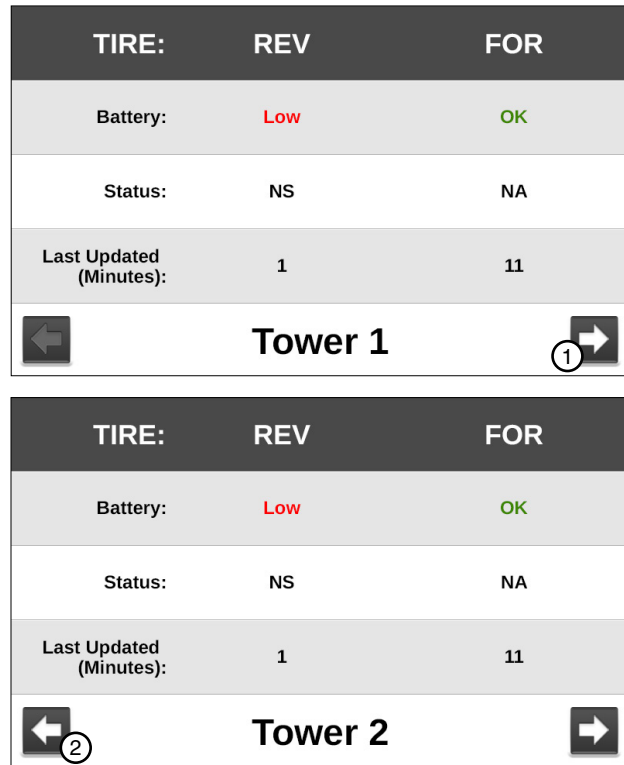 TIRE: REV FOR
Battery: Low OK
Status: NS NA
Last Updated
(Minutes): 1 11
Tower 1
1
TIRE: REV FOR
Battery: Low OK
Status: NS NA
Last Updated
(Minutes): 1 11
Tower 2
2